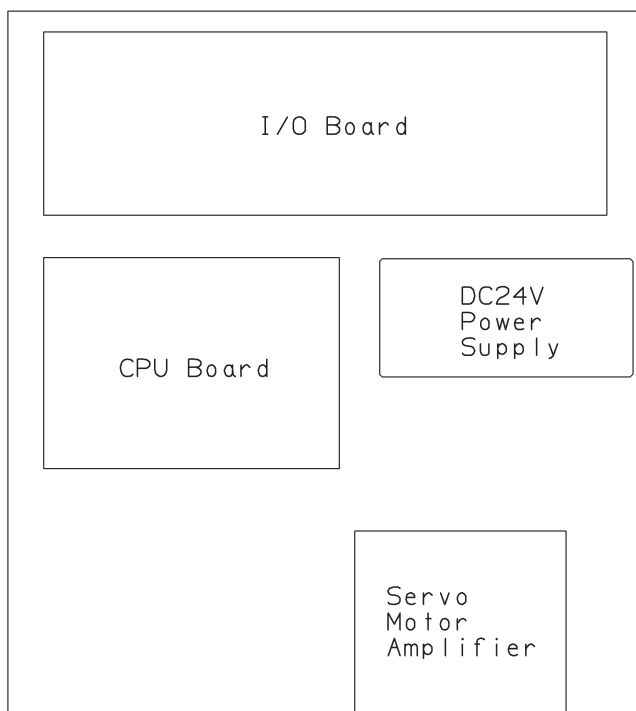 I/O Board
CPU Board
DC24V
Power
Supply
Servo
Motor
Amplifier